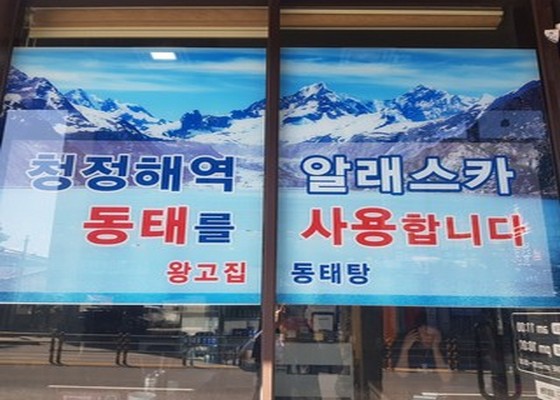 청정해역 알래스카
동태를 사용합니다
왕고집 동태탕